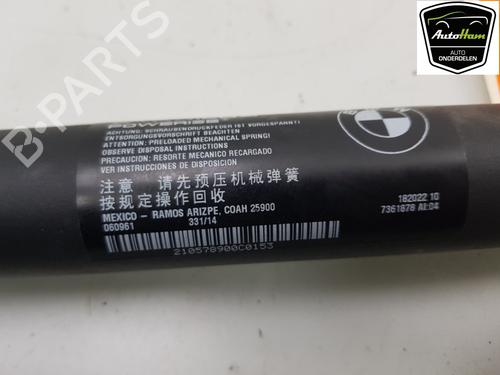 AutoHam
AUTO
ONDERDELEN
B-PARTS
POWERISE
ACHTUNG: SCHRAUBENDRUCKFEDER IST VORGESPANNT!
ENTSORGUNGSVORSCHRIFT BEACHTEN
ATTENTION: PRELOADED MECHANICAL SPRING!
OBSERVE DISPOSAL INSTRUCTIONS
PRECAUCION: RESORTE MECANICO RECARGADO
VER INSTRUCCIONES DE DISPOSICION
注意 : 请先预压机械弹簧
按规定操作回收
MEXICO - RAMOS ARIZPE, COAH 25900
060961 331/14
182022 10
7361878 AI:04
210578900C0153